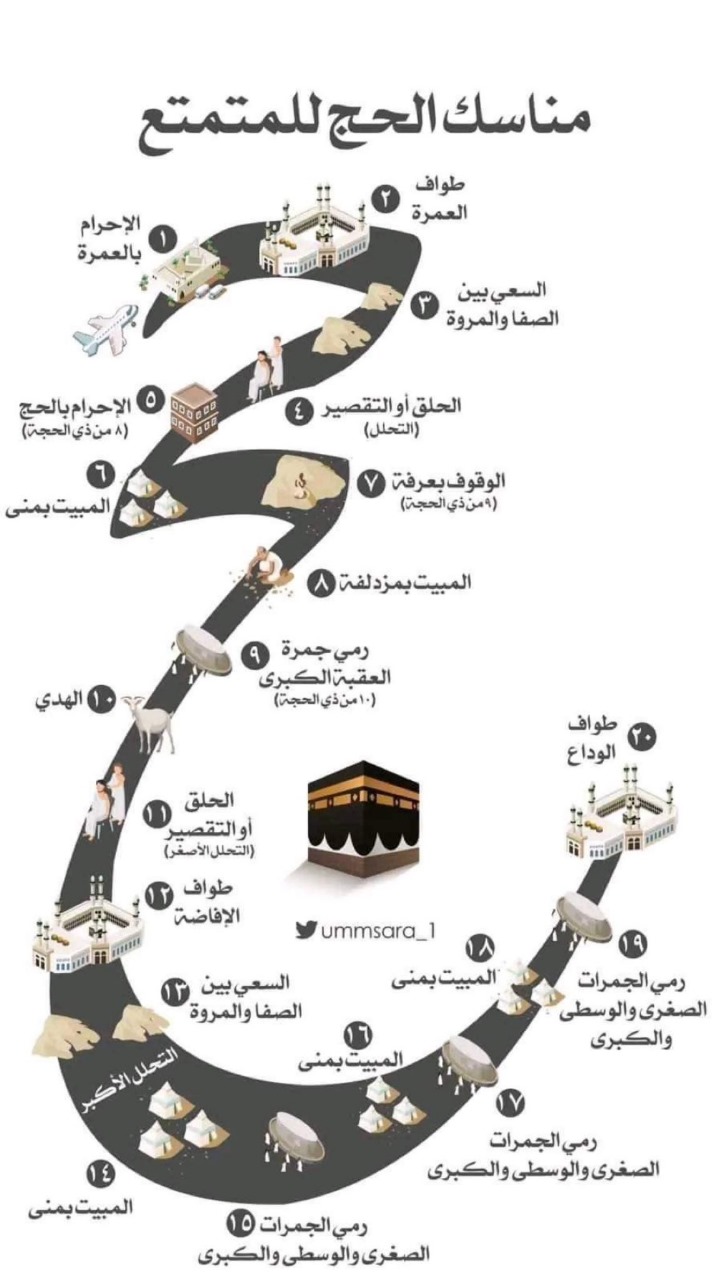 مناسك الحج للمتمتع
١
الإحرام
بالعمرة
٢
طواف
العمرة
٣
السعي بين
الصفا والمروة
٤
الحلق أو التقصير
(التحلل)
٥
الإحرام بالحج
(٨ من ذي الحجة)
٦
المبيت بمنى
٧
الوقوف بعرفة
(٩ من ذي الحجة)
٨
المبيت بمزدلفة
٩
رمي جمرة
العقبة الكبرى
(١٠ من ذي الحجة)
١٠
الهدي
١١
الحلق
أو التقصير
(التحلل الأصغر)
١٢
طواف
الإفاضة
١٣
السعي بين
الصفا والمروة
التحلل الأكبر
١٤
المبيت بمنى
١٥
رمي الجمرات
الصغرى والوسطى والكبرى
١٦
المبيت بمنى
١٧
رمي الجمرات
الصغرى والوسطى والكبرى
١٨
المبيت بمنى
١٩
رمي الجمرات
الصغرى والوسطى
والكبرى
٢٠
طواف
الوداع
ummsara_1